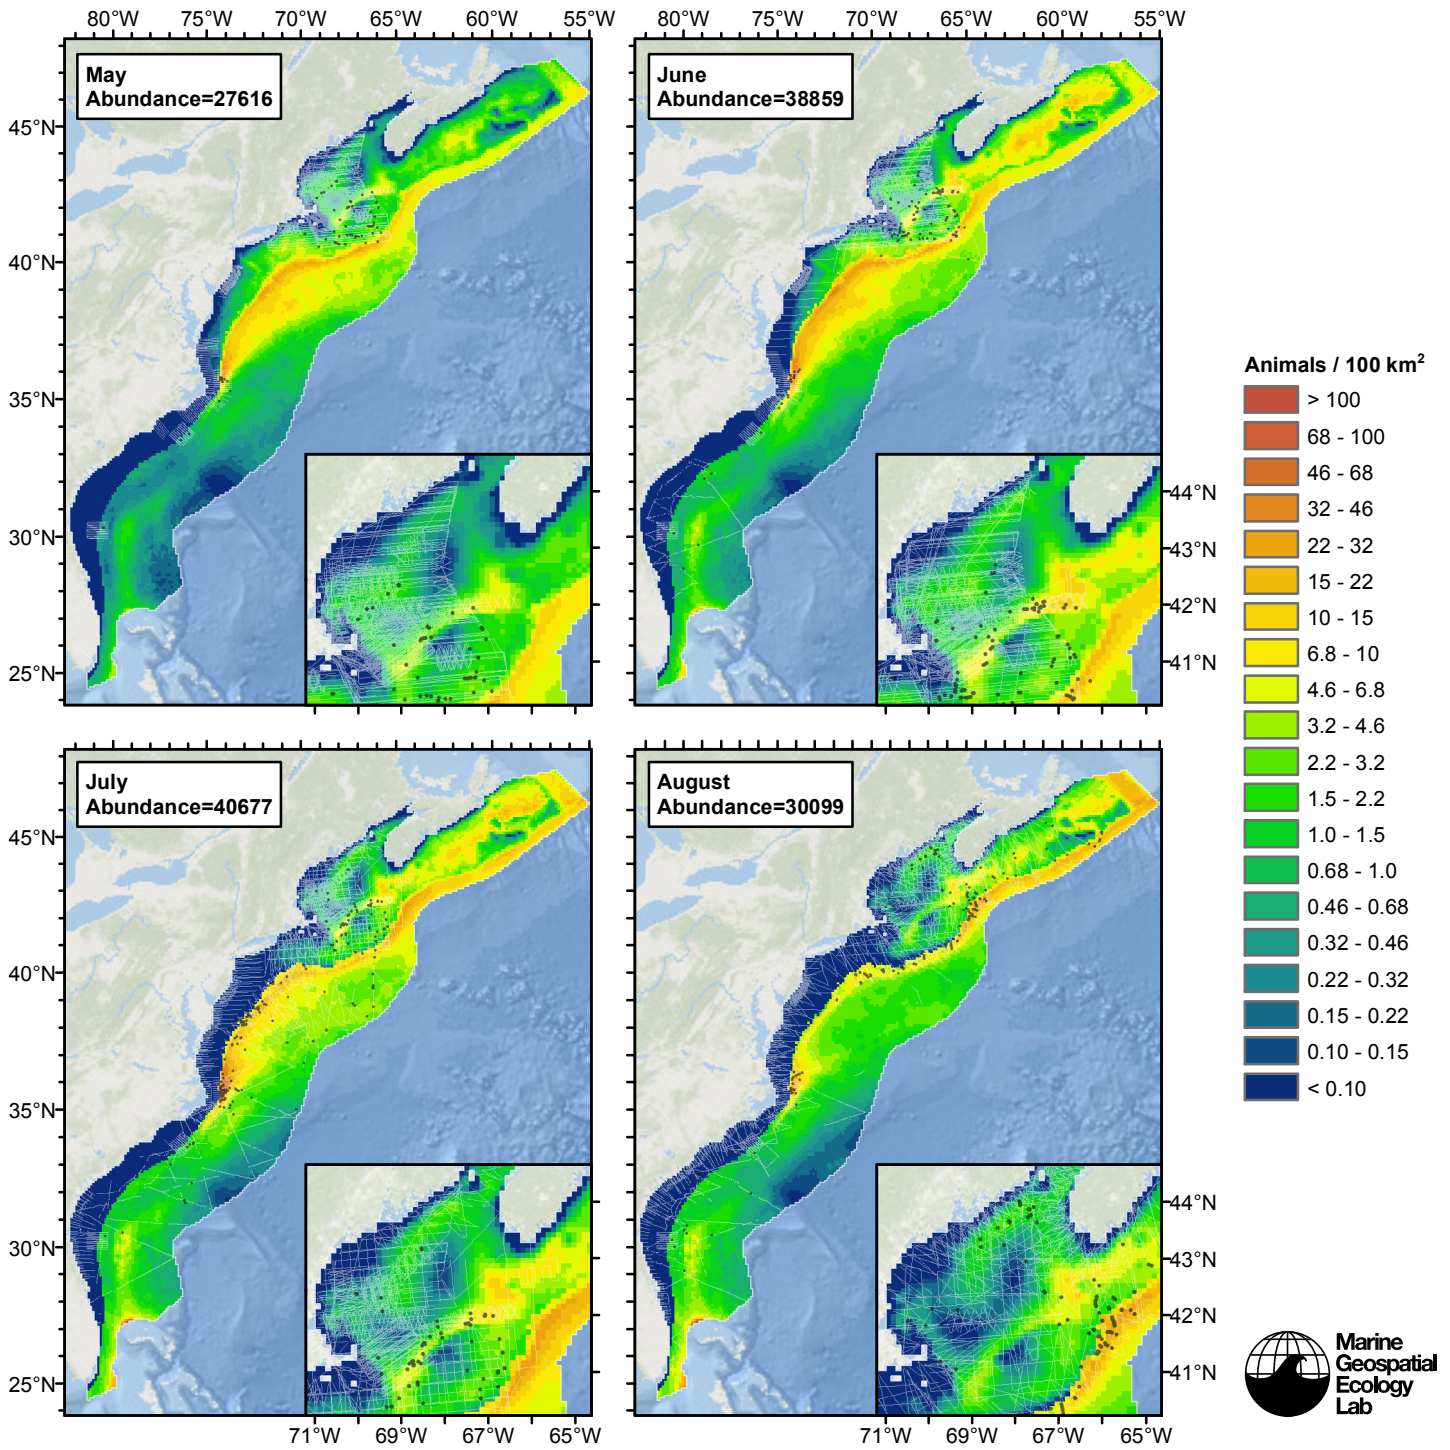 80°W 75°W 70°W 65°W 60°W 55°W
80°W 75°W 70°W 65°W 60°W 55°W
May
Abundance=27616
June
Abundance=38859
45°N
40°N
35°N
30°N
25°N
44°N
43°N
42°N
41°N
July
Abundance=40677
August
Abundance=30099
45°N
40°N
35°N
30°N
25°N
44°N
43°N
42°N
41°N
71°W 69°W 67°W 65°W
71°W 69°W 67°W 65°W
Animals / 100 km²
> 100
68 - 100
46 - 68
32 - 46
22 - 32
15 - 22
10 - 15
6.8 - 10
4.6 - 6.8
3.2 - 4.6
2.2 - 3.2
1.5 - 2.2
1.0 - 1.5
0.68 - 1.0
0.46 - 0.68
0.32 - 0.46
0.22 - 0.32
0.15 - 0.22
0.10 - 0.15
< 0.10
Marine
Geospatial
Ecology
Lab